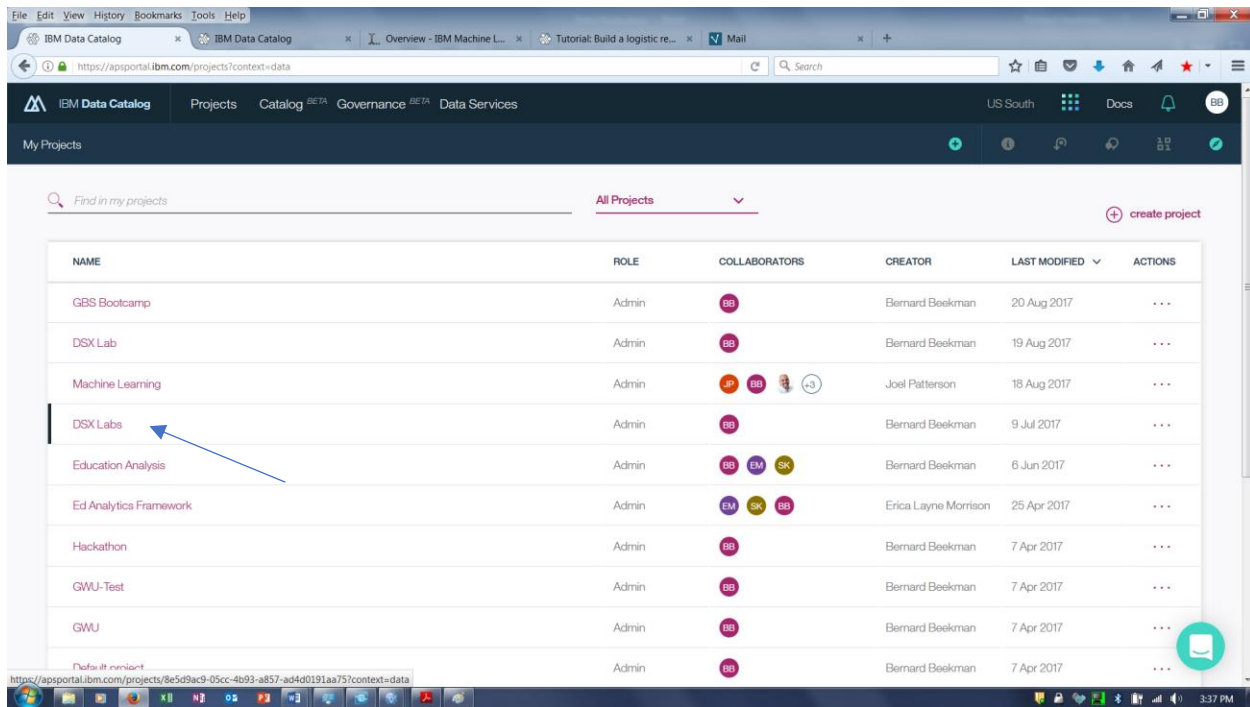 File Edit View History Bookmarks Tools Help
IBM Data Catalog × IBM Data Catalog × Overview - IBM Machine L... × Tutorial: Build a logistic re... × Mail × +
https://apsportal.ibm.com/projects?context=data Search
IBM Data Catalog Projects Catalog BETA Governance BETA Data Services US South Docs BB
My Projects
Find in my projects All Projects create project
NAME ROLE COLLABORATORS CREATOR LAST MODIFIED ACTIONS
GBS Bootcamp Admin BB Bernard Beekman 20 Aug 2017 ...
DSX Lab Admin BB Bernard Beekman 19 Aug 2017 ...
Machine Learning Admin JP BB +3 Joel Patterson 18 Aug 2017 ...
DSX Labs Admin BB Bernard Beekman 9 Jul 2017 ...
Education Analysis Admin BB EM SK Bernard Beekman 6 Jun 2017 ...
Ed Analytics Framework Admin EM SK BB Erica Layne Morrison 25 Apr 2017 ...
Hackathon Admin BB Bernard Beekman 7 Apr 2017 ...
GWU-Test Admin BB Bernard Beekman 7 Apr 2017 ...
GWU Admin BB Bernard Beekman 7 Apr 2017 ...
Default project Admin BB Bernard Beekman 7 Apr 2017 ...
https://apsportal.ibm.com/projects/8e5d9ac9-05cc-4b93-a857-ad4d0191aa75?context=data
3:37 PM